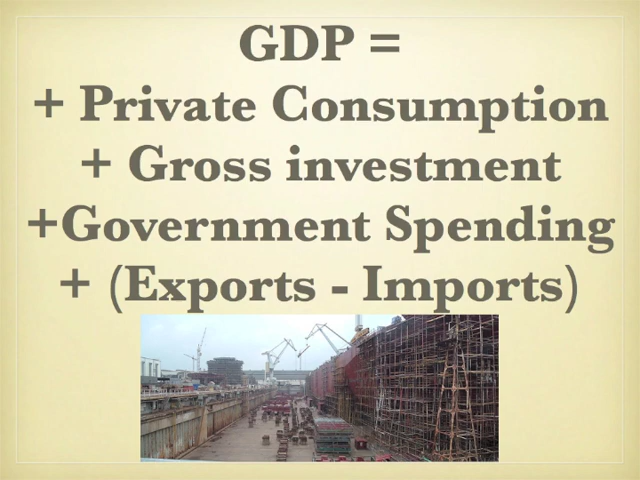 GDP =
+ Private Consumption
+ Gross investment
+Government Spending
+ (Exports - Imports)